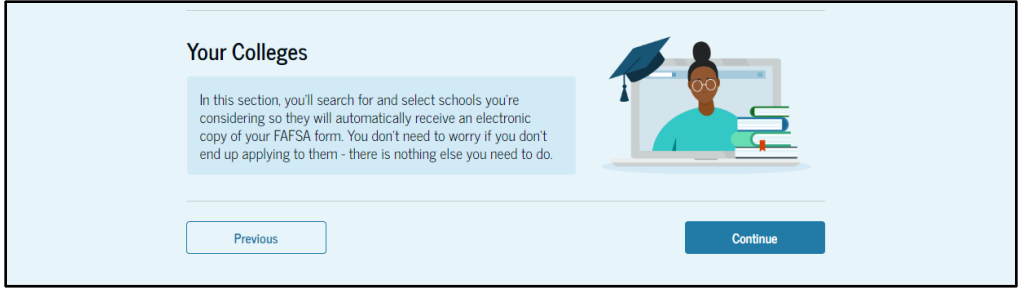 Your Colleges
In this section, you'll search for and select schools you're
considering so they will automatically receive an electronic
copy of your FAFSA form. You don't need to worry if you don't
end up applying to them - there is nothing else you need to do.
Previous
Continue